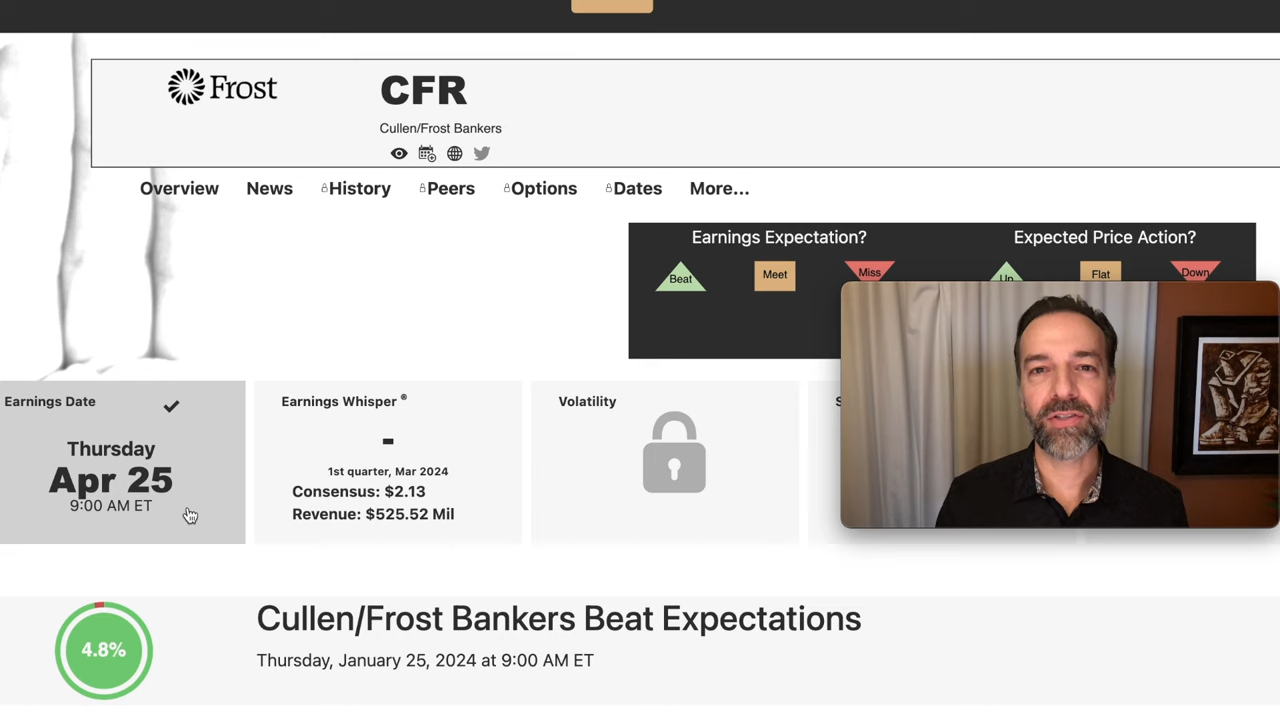 Frost
CFR
Cullen/Frost Bankers
Overview News History Peers Options Dates More...
Earnings Expectation? Expected Price Action?
Beat Meet Miss Up Flat Down
Earnings Date
Thursday
Apr 25
9:00 AM ET
Earnings Whisper ®
-
1st quarter, Mar 2024
Consensus: $2.13
Revenue: $525.52 Mil
Volatility
4.8%
Cullen/Frost Bankers Beat Expectations
Thursday, January 25, 2024 at 9:00 AM ET